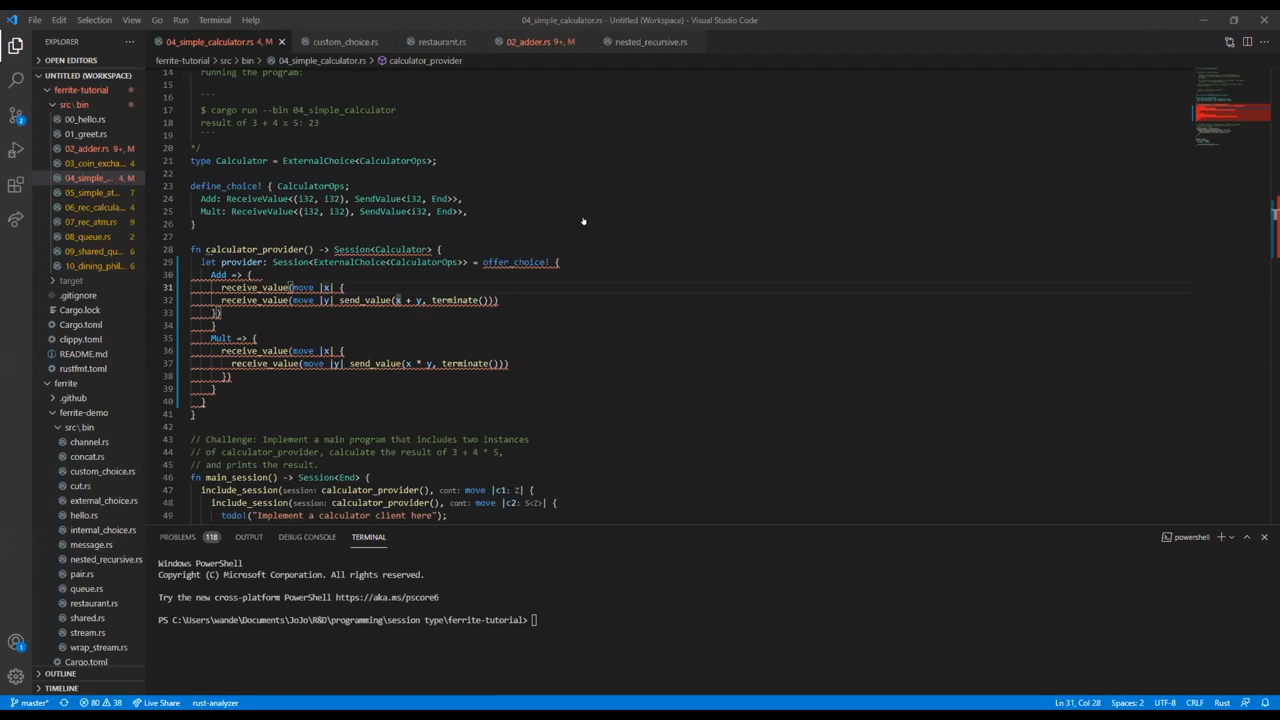 File Edit Selection View Go Run Terminal Help
04_simple_calculator.rs - Untitled (Workspace) - Visual Studio Code
EXPLORER
04_simple_calculator.rs 4, M
custom_choice.rs
restaurant.rs
02_adder.rs 9+, M
nested_recursive.rs
OPEN EDITORS
ferrite-tutorial > src > bin > 04_simple_calculator.rs > calculator_provider
UNTITLED (WORKSPACE)
ferrite-tutorial
src\bin
00_hello.rs
01_greet.rs
02_adder.rs 9+, M
03_coin_excha... 4
04_simple_... 4, M
05_simple_at... 7
06_rec_calcula... 4
07_rec_atm.rs 9
08_queue.rs 4
09_shared_qu... 4
10_dining_phil... 4
target
.gitignore
Cargo.lock
Cargo.toml
clippy.toml
README.md
rustfmt.toml
ferrite
.github
ferrite-demo
src\bin
channel.rs
concat.rs
custom_choice.rs
cut.rs
external_choice.rs
hello.rs
internal_choice.rs
message.rs
nested_recursive.rs
pair.rs
queue.rs
restaurant.rs
shared.rs
stream.rs
wrap_stream.rs
Cargo.toml
OUTLINE
TIMELINE
14 running the program:
15
16 ```
17 $ cargo run --bin 04_simple_calculator
18 result of 3 + 4 x 5: 23
19 ```
20 */
21 type Calculator = ExternalChoice<CalculatorOps>;
22
23 define_choice! { CalculatorOps;
24 Add: ReceiveValue<(i32, i32), SendValue<i32, End>>,
25 Mult: ReceiveValue<(i32, i32), SendValue<i32, End>>,
26 }
27
28 fn calculator_provider() -> Session<Calculator> {
29 let provider: Session<ExternalChoice<CalculatorOps>> = offer_choice! {
30 Add => {
31 receive_value(move |x| {
32 receive_value(move |y| send_value(x + y, terminate()))
33 })
34 }
35 Mult => {
36 receive_value(move |x| {
37 receive_value(move |y| send_value(x * y, terminate()))
38 })
39 }
40 }
41 }
42
43 // Challenge: Implement a main program that includes two instances
44 // of calculator_provider, calculate the result of 3 + 4 * 5,
45 // and prints the result.
46 fn main_session() -> Session<End> {
47 include_session(session: calculator_provider(), cont: move |c1: Z| {
48 include_session(session: calculator_provider(), cont: move |c2: S<Z>| {
49 todo!("Implement a calculator client here");
PROBLEMS 118 OUTPUT DEBUG CONSOLE TERMINAL
powershell
Windows PowerShell
Copyright (C) Microsoft Corporation. All rights reserved.
Try the new cross-platform PowerShell https://aka.ms/pscore6
PS C:\Users\wande\Documents\JoJo\R&D\programming\session type\ferrite-tutorial>
2
1
master* 80 38 Live Share rust-analyzer
Ln 31, Col 28 Spaces: 2 UTF-8 CRLF Rust